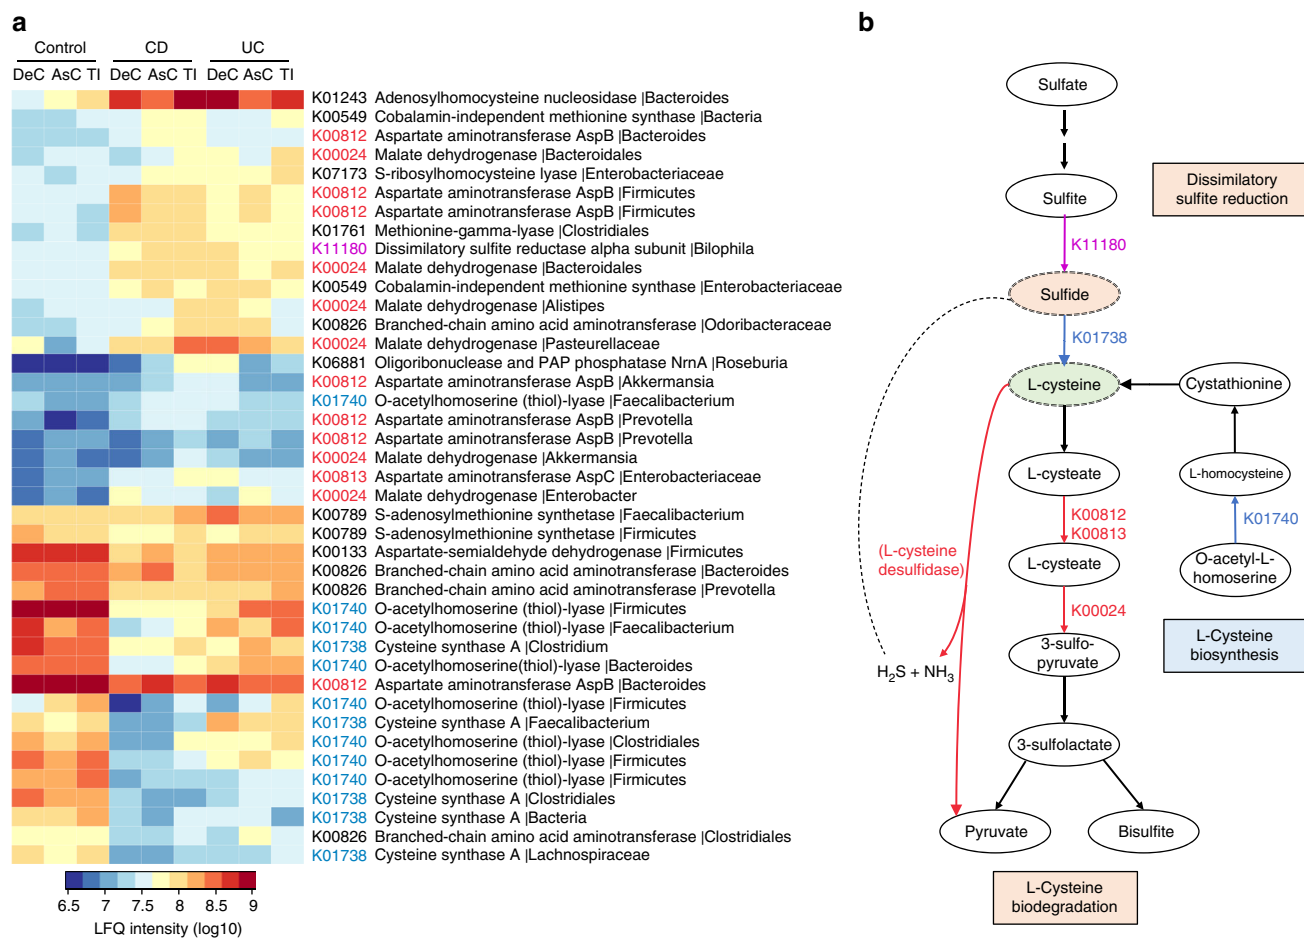 a
Control CD UC
DeC AsC TI DeC AsC TI DeC AsC TI
K01243 Adenosylhomocysteine nucleosidase |Bacteroides
K00549 Cobalamin-independent methionine synthase |Bacteria
K00812 Aspartate aminotransferase AspB |Bacteroides
K00024 Malate dehydrogenase |Bacteroidales
K07173 S-ribosylhomocysteine lyase |Enterobacteriaceae
K00812 Aspartate aminotransferase AspB |Firmicutes
K00812 Aspartate aminotransferase AspB |Firmicutes
K01761 Methionine-gamma-lyase |Clostridiales
K11180 Dissimilatory sulfite reductase alpha subunit |Bilophila
K00024 Malate dehydrogenase |Bacteroidales
K00549 Cobalamin-independent methionine synthase |Enterobacteriaceae
K00024 Malate dehydrogenase |Alistipes
K00826 Branched-chain amino acid aminotransferase |Odoribacteraceae
K00024 Malate dehydrogenase |Pasteurellaceae
K06881 Oligoribonuclease and PAP phosphatase NrnA |Roseburia
K00812 Aspartate aminotransferase AspB |Akkermansia
K01740 O-acetylhomoserine (thiol)-lyase |Faecalibacterium
K00812 Aspartate aminotransferase AspB |Prevotella
K00812 Aspartate aminotransferase AspB |Prevotella
K00024 Malate dehydrogenase |Akkermansia
K00813 Aspartate aminotransferase AspC |Enterobacteriaceae
K00024 Malate dehydrogenase |Enterobacter
K00789 S-adenosylmethionine synthetase |Faecalibacterium
K00789 S-adenosylmethionine synthetase |Firmicutes
K00133 Aspartate-semialdehyde dehydrogenase |Firmicutes
K00826 Branched-chain amino acid aminotransferase |Bacteroides
K00826 Branched-chain amino acid aminotransferase |Prevotella
K01740 O-acetylhomoserine (thiol)-lyase |Firmicutes
K01740 O-acetylhomoserine (thiol)-lyase |Faecalibacterium
K01738 Cysteine synthase A |Clostridium
K01740 O-acetylhomoserine(thiol)-lyase |Bacteroides
K00812 Aspartate aminotransferase AspB |Bacteroides
K01740 O-acetylhomoserine (thiol)-lyase |Firmicutes
K01738 Cysteine synthase A |Faecalibacterium
K01740 O-acetylhomoserine (thiol)-lyase |Clostridiales
K01740 O-acetylhomoserine (thiol)-lyase |Firmicutes
K01740 O-acetylhomoserine (thiol)-lyase |Firmicutes
K01738 Cysteine synthase A |Clostridiales
K01738 Cysteine synthase A |Bacteria
K00826 Branched-chain amino acid aminotransferase |Clostridiales
K01738 Cysteine synthase A |Lachnospiraceae
6.5 7 7.5 8 8.5 9
LFQ intensity (log10)
b
Sulfate
Sulfite
Dissimilatory
sulfite reduction
K11180
Sulfide
K01738
L-cysteine
Cystathionine
L-cysteate
L-homocysteine
K00812
K00813
K01740
(L-cysteine
desulfidase)
L-cysteate
O-acetyl-L-
homoserine
K00024
3-sulfo-
pyruvate
L-Cysteine
biosynthesis
H₂S + NH₃
3-sulfolactate
Pyruvate
Bisulfite
L-Cysteine
biodegradation